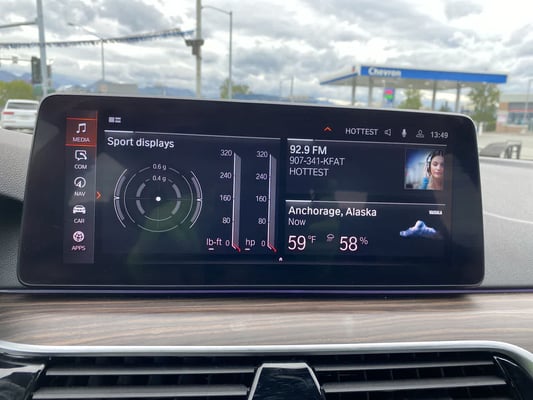 Chevron
HOTTEST 13:49
MEDIA
COM
NAV
CAR
APPS
Sport displays
0.6 g
0.4 g
320
240
160
80
0
lb-ft
320
240
160
80
0
hp
92.9 FM
907-341-KFAT
HOTTEST
Anchorage, Alaska
Now
59 °F
58 %